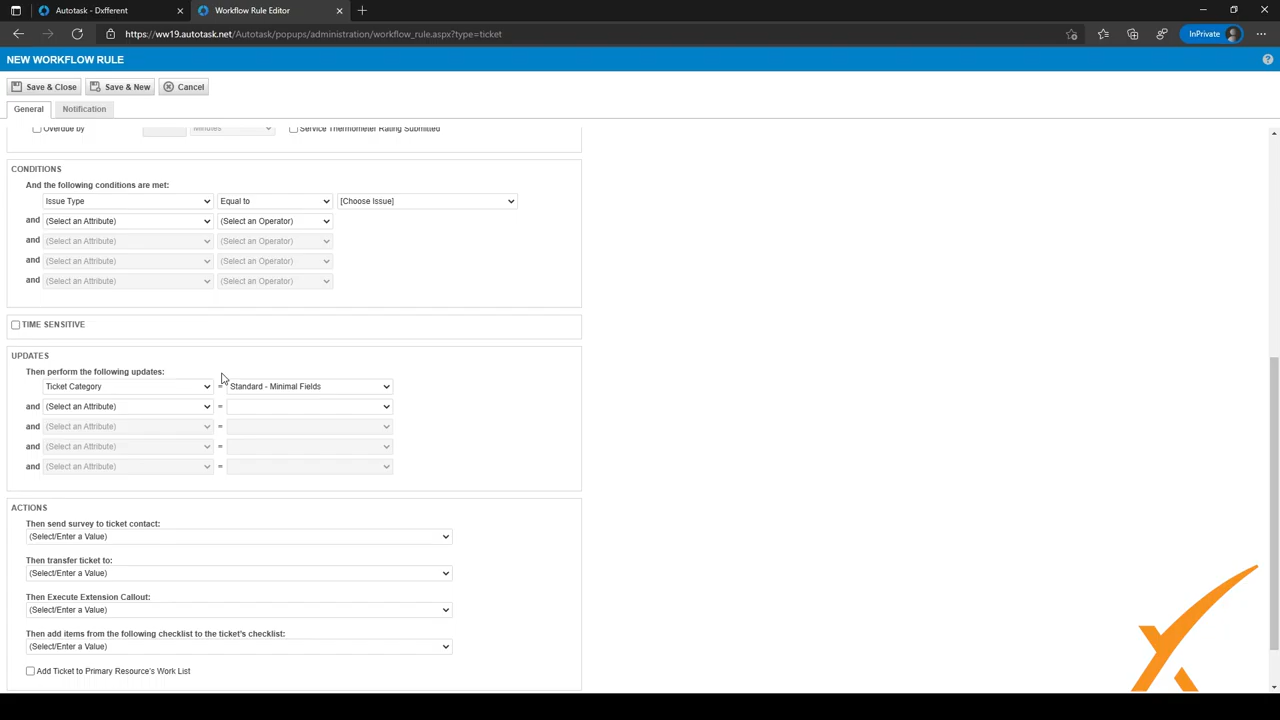 Autotask - Dxfferent
Workflow Rule Editor
https://ww19.autotask.net/Autotask/popups/administration/workflow_rule.aspx?type=ticket
InPrivate
NEW WORKFLOW RULE
Save & Close
Save & New
Cancel
General
Notification
Overdue by
Minutes
Service Thermometer Rating Submitted
CONDITIONS
And the following conditions are met:
Issue Type
Equal to
[Choose Issue]
and (Select an Attribute) (Select an Operator)
and (Select an Attribute) (Select an Operator)
and (Select an Attribute) (Select an Operator)
and (Select an Attribute) (Select an Operator)
TIME SENSITIVE
UPDATES
Then perform the following updates:
Ticket Category = Standard - Minimal Fields
and (Select an Attribute) =
and (Select an Attribute) =
and (Select an Attribute) =
and (Select an Attribute) =
ACTIONS
Then send survey to ticket contact:
(Select/Enter a Value)
Then transfer ticket to:
(Select/Enter a Value)
Then Execute Extension Callout:
(Select/Enter a Value)
Then add items from the following checklist to the ticket's checklist:
(Select/Enter a Value)
Add Ticket to Primary Resource's Work List